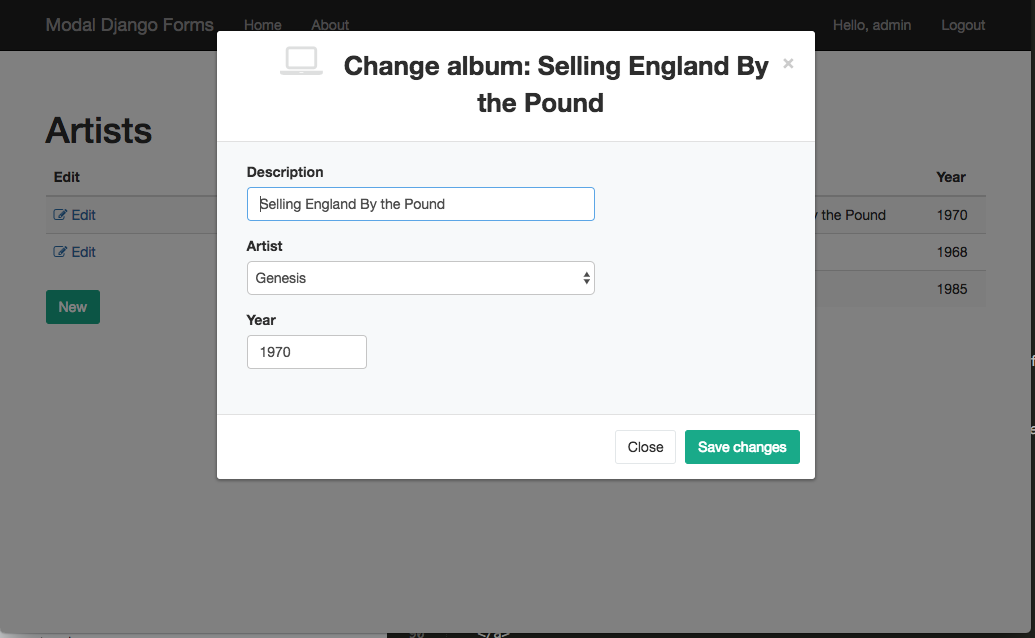 Modal Django Forms Home About Hello, admin Logout
Change album: Selling England By ×
the Pound
Artists
Description
Edit Year
Selling England By the Pound
Edit the Pound 1970
Artist
Edit 1968
Genesis
1985
New
Year
1970
Close Save changes
</a>